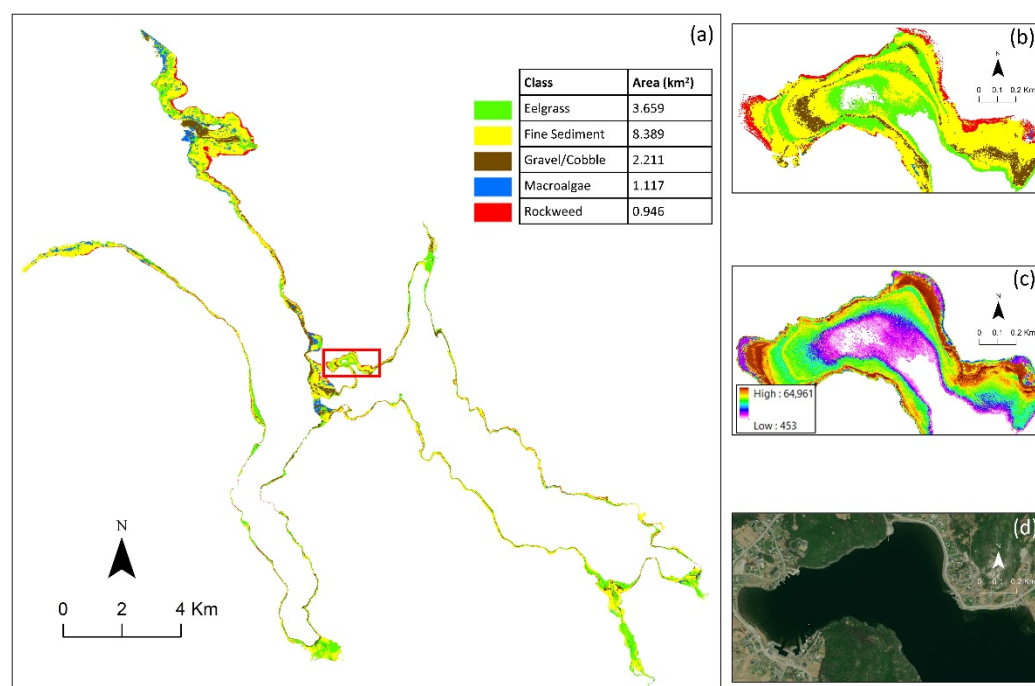 (a)
Class Area (km²)
Eelgrass 3.659
Fine Sediment 8.389
Gravel/Cobble 2.211
Macroalgae 1.117
Rockweed 0.946
N
0 2 4 Km
(b)
N
0 0.1 0.2 Km
(c)
N
0 0.1 0.2 Km
High : 64,961
Low : 453
(d)
N
0 0.1 0.2 Km